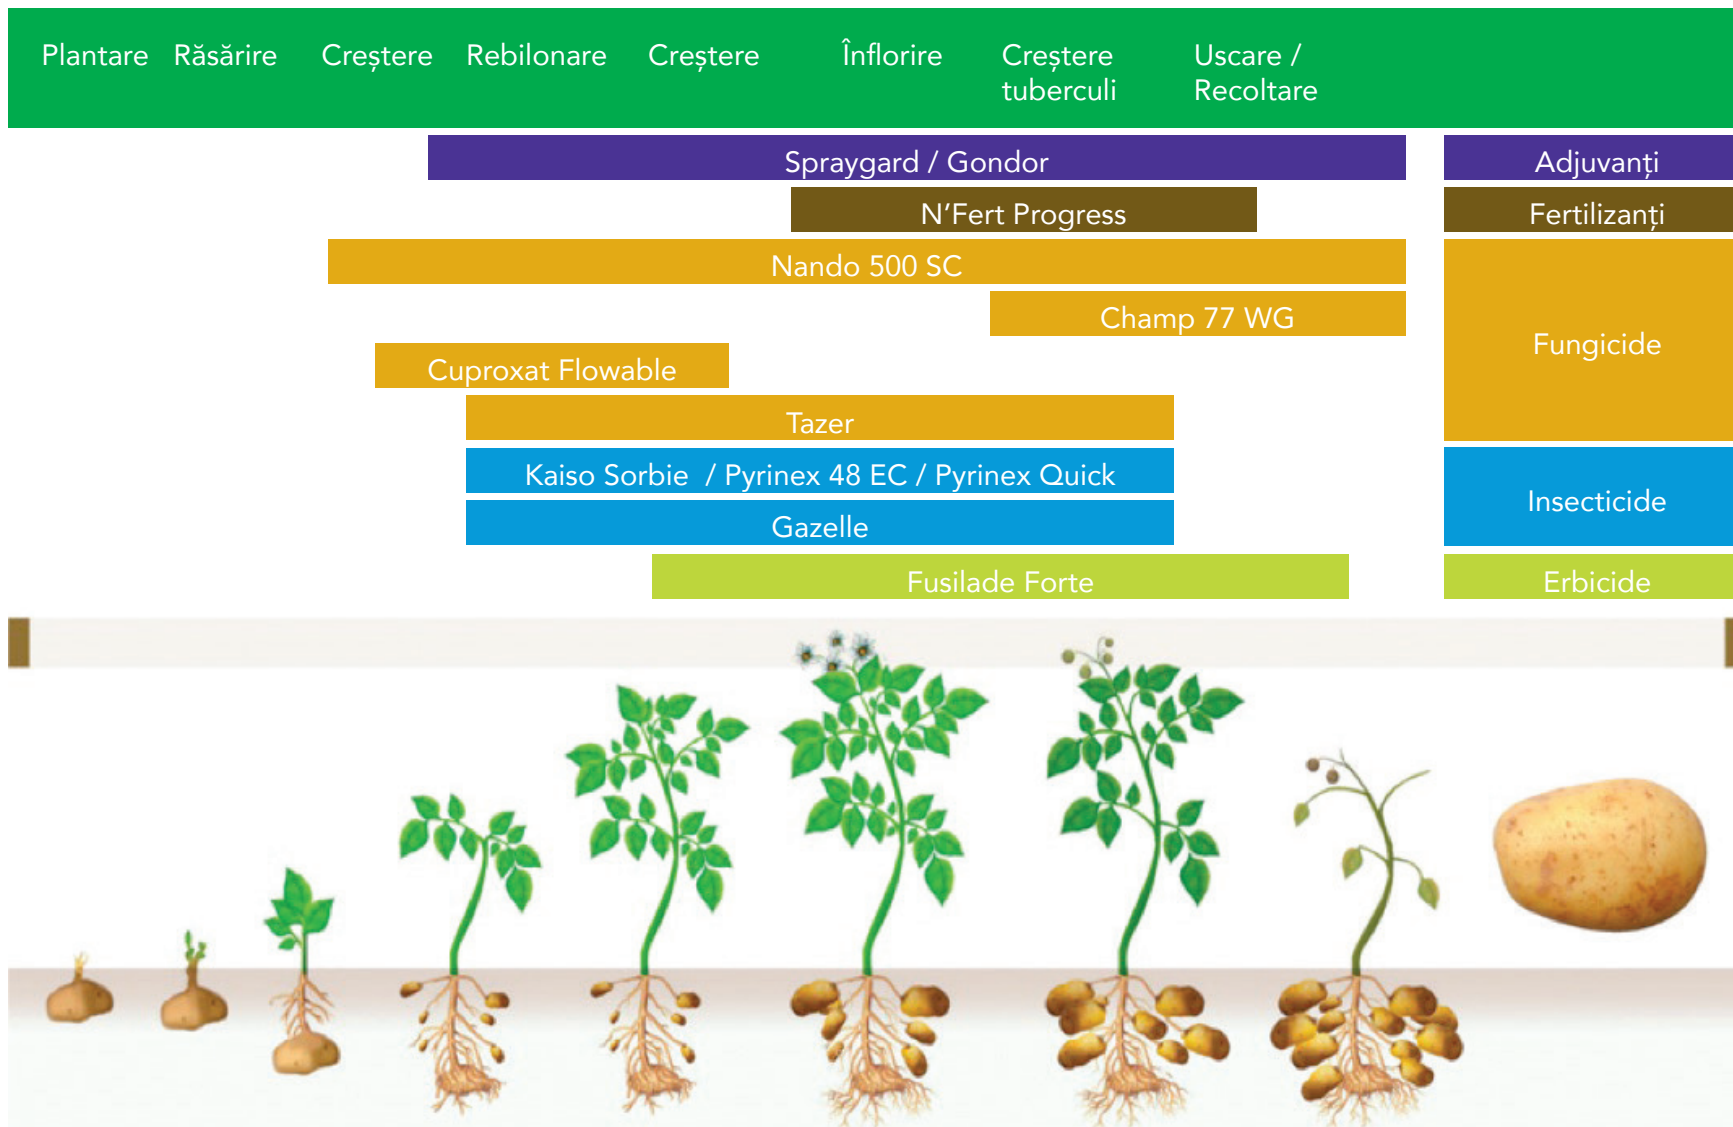 Plantare Răsărire Creștere Rebilonare Creștere Înflorire Creștere tuberculi Uscare / Recoltare
Spraygard / Gondor Adjuvanți
N’Fert Progress Fertilizanți
Nando 500 SC
Champ 77 WG
Fungicide
Cuproxat Flowable
Tazer
Kaiso Sorbie / Pyrinex 48 EC / Pyrinex Quick
Insecticide
Gazelle
Fusilade Forte Erbicide